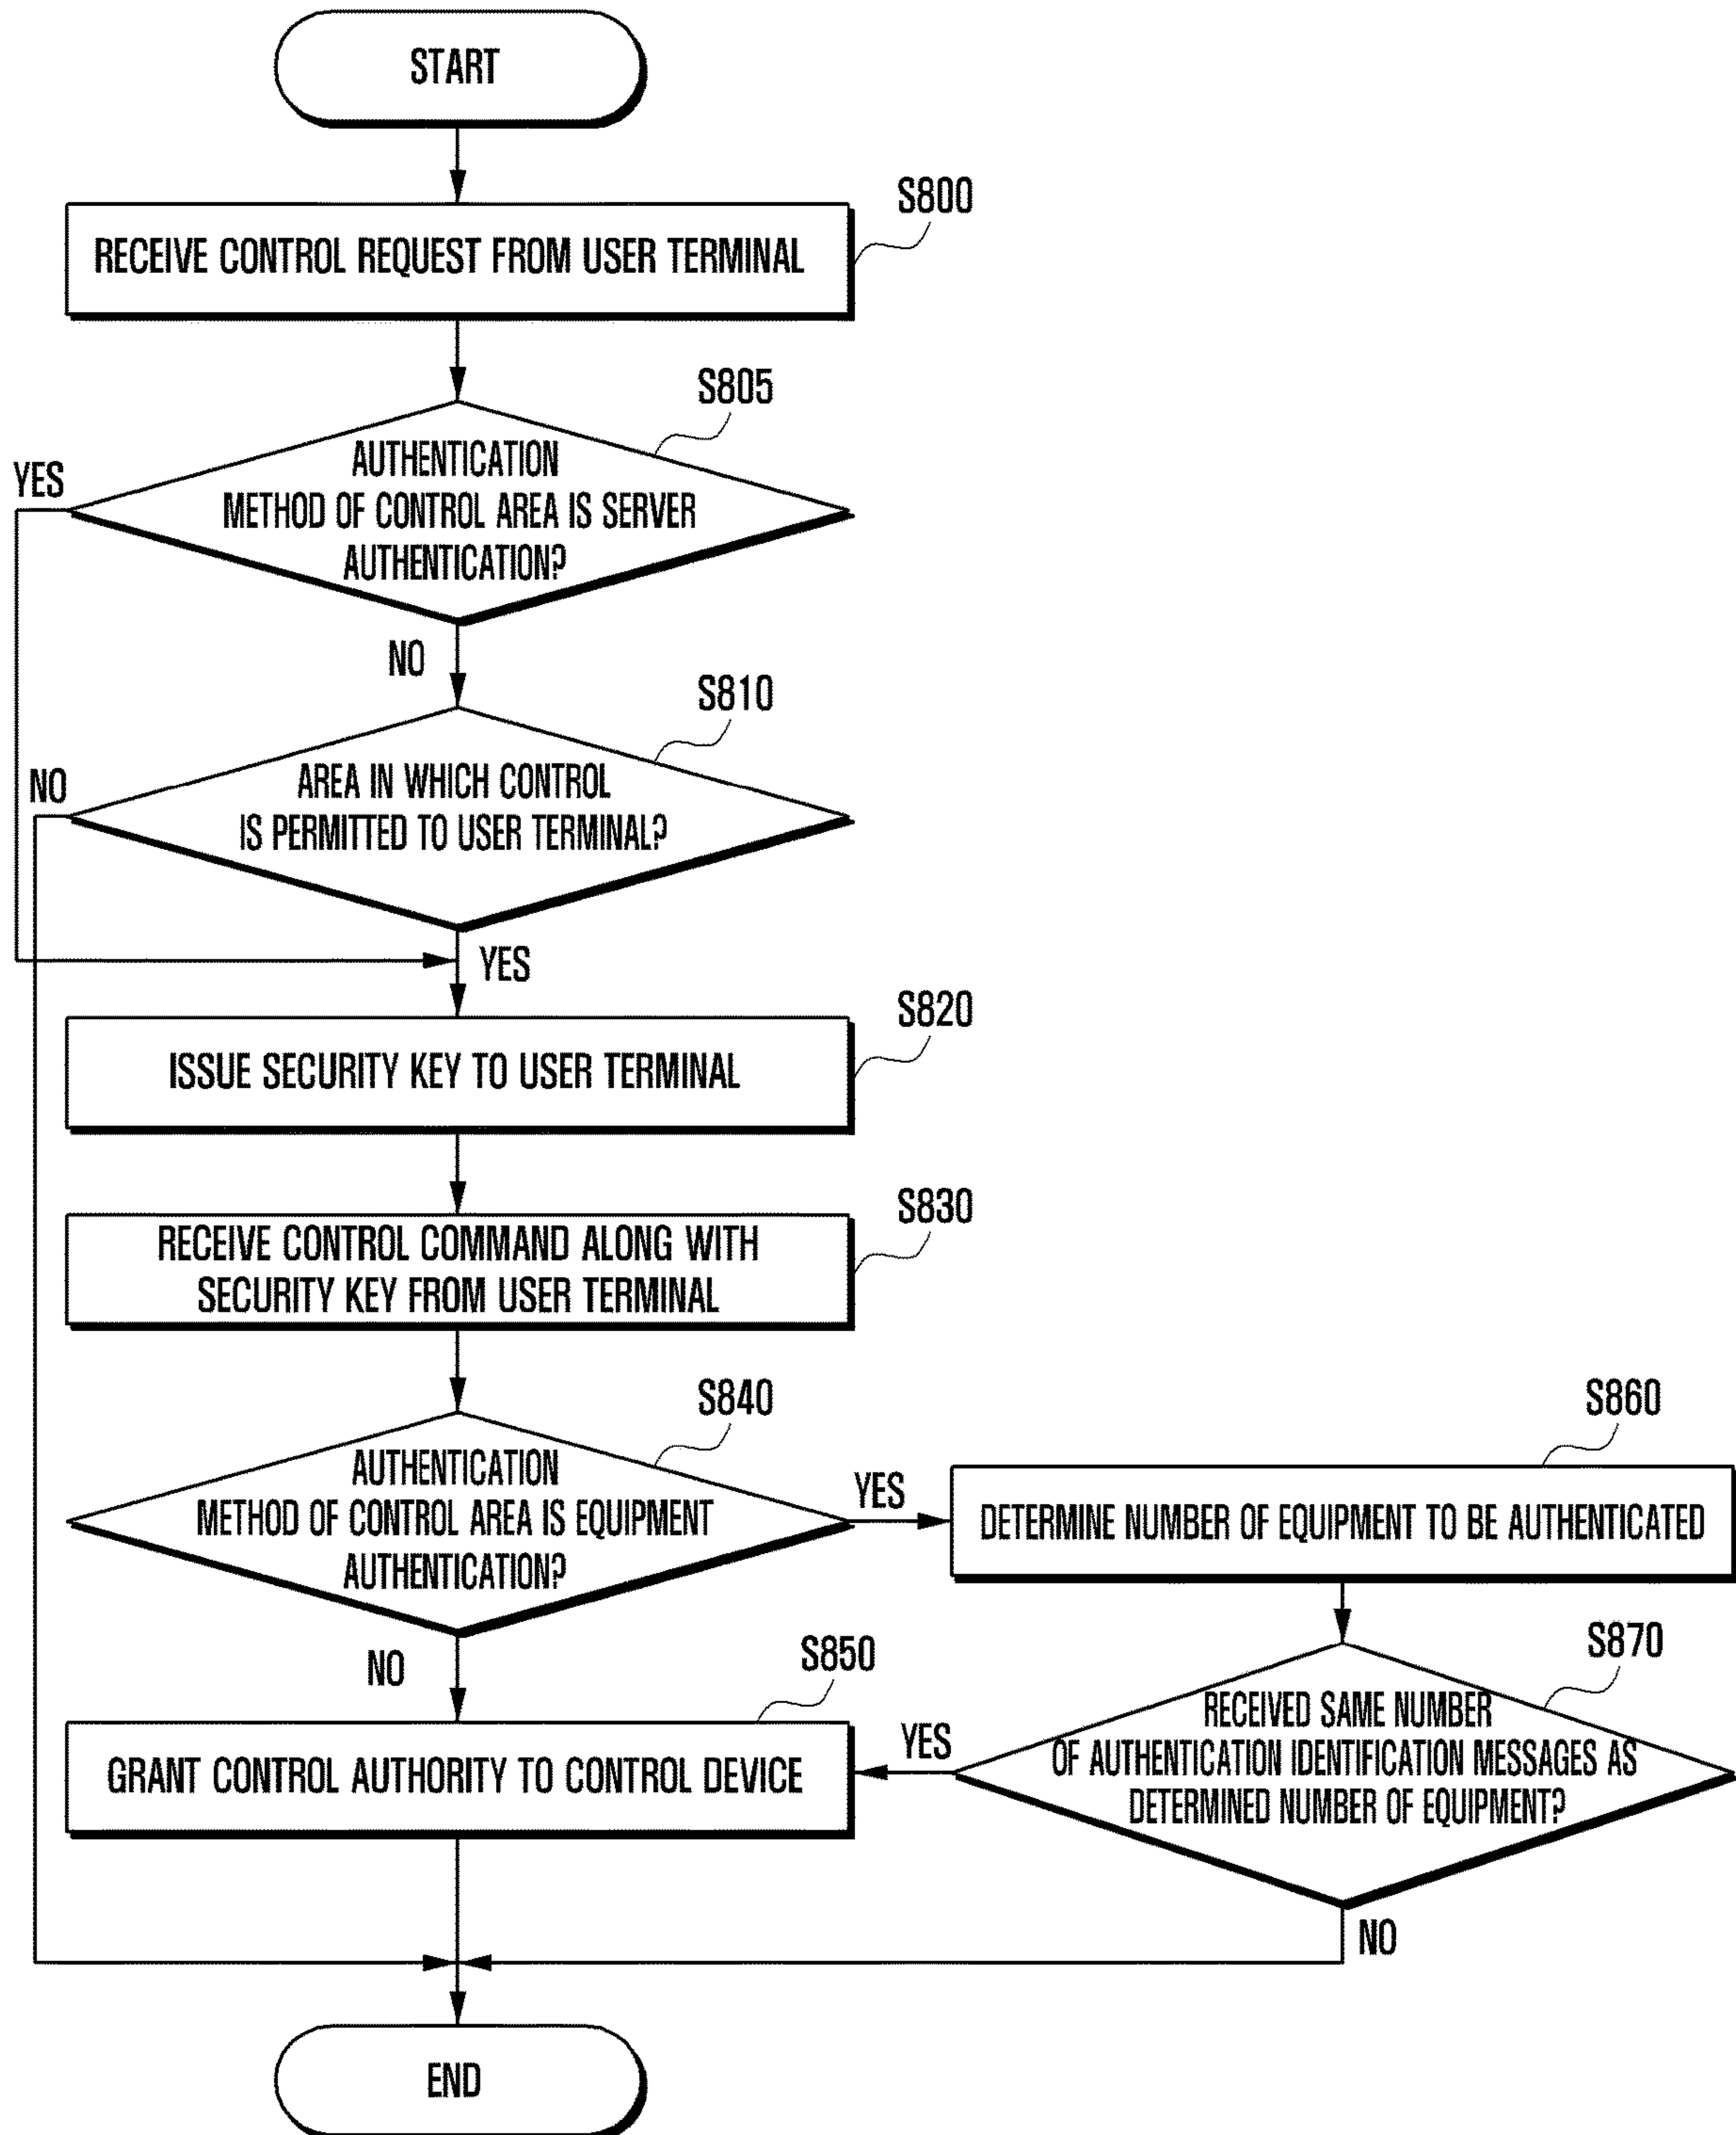 START
S800
RECEIVE CONTROL REQUEST FROM USER TERMINAL
S805
AUTHENTICATION
METHOD OF CONTROL AREA IS SERVER
AUTHENTICATION?
YES
NO
S810
AREA IN WHICH CONTROL
IS PERMITTED TO USER TERMINAL?
NO
YES
S820
ISSUE SECURITY KEY TO USER TERMINAL
S830
RECEIVE CONTROL COMMAND ALONG WITH
SECURITY KEY FROM USER TERMINAL
S840
AUTHENTICATION
METHOD OF CONTROL AREA IS EQUIPMENT
AUTHENTICATION?
YES
S860
DETERMINE NUMBER OF EQUIPMENT TO BE AUTHENTICATED
NO
S850
GRANT CONTROL AUTHORITY TO CONTROL DEVICE
S870
RECEIVED SAME NUMBER
OF AUTHENTICATION IDENTIFICATION MESSAGES AS
DETERMINED NUMBER OF EQUIPMENT?
YES
NO
END